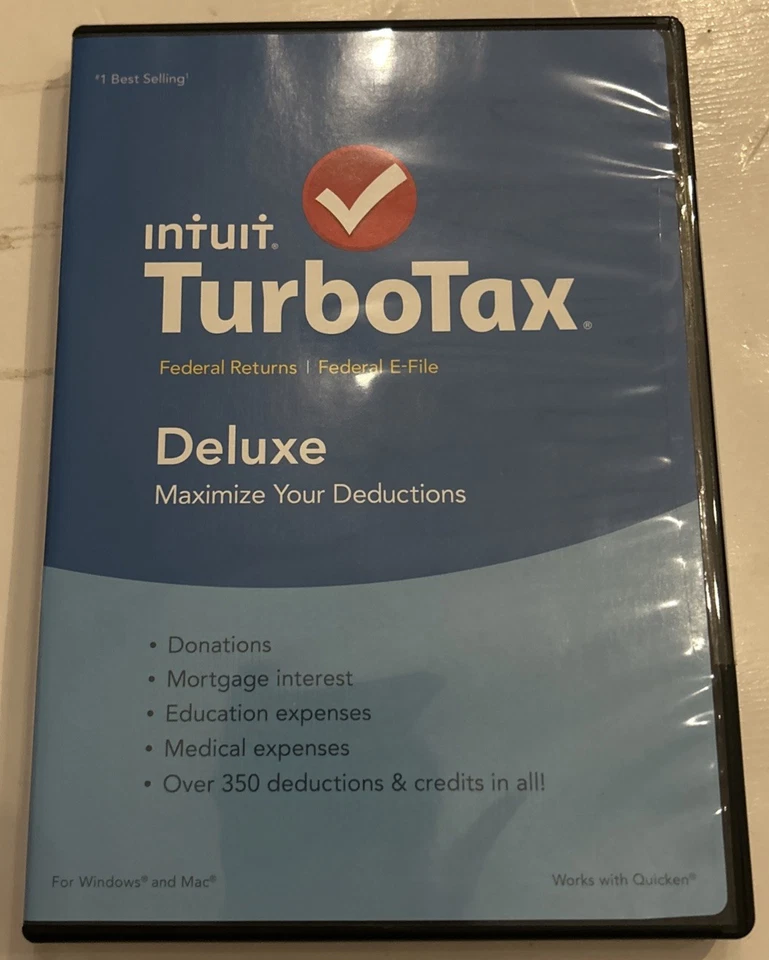 #1 Best Selling¹
ıntuıt®
TurboTax®
Federal Returns | Federal E-File
Deluxe
Maximize Your Deductions
• Donations
• Mortgage interest
• Education expenses
• Medical expenses
• Over 350 deductions & credits in all!
For Windows® and Mac®
Works with Quicken®